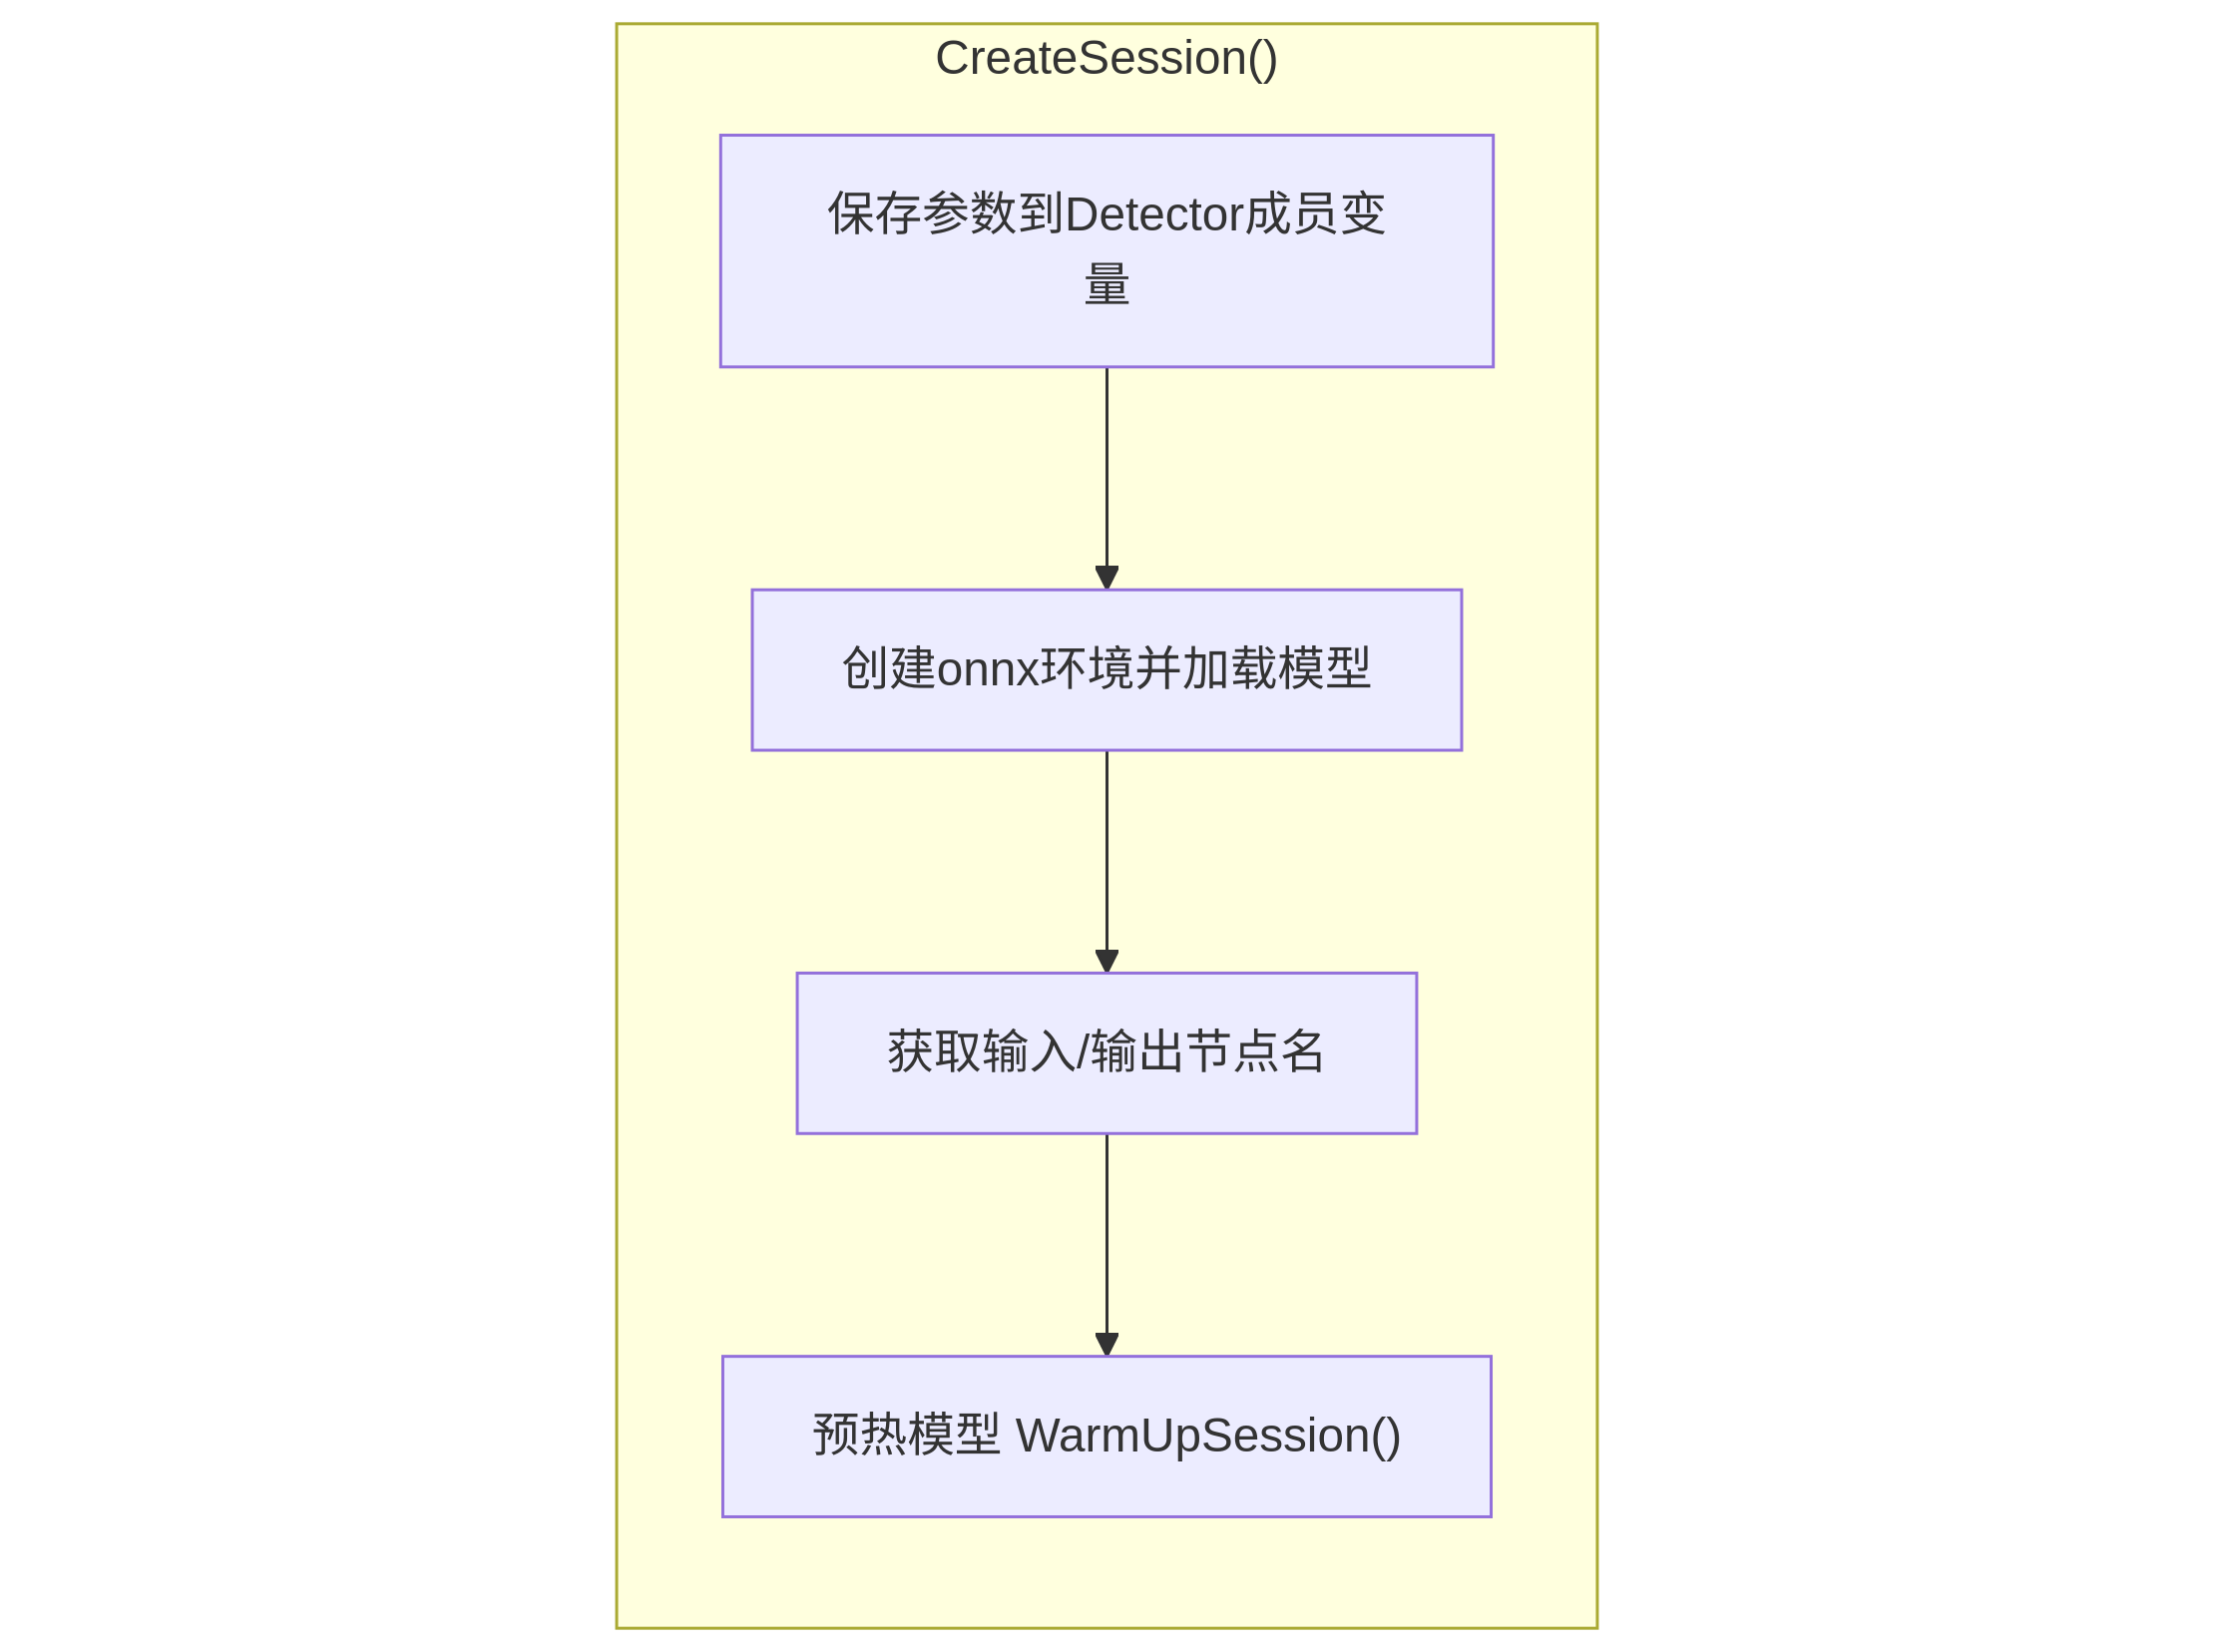 CreateSession()
保存参数到Detector成员变
量
创建onnx环境并加载模型
获取输入/输出节点名
预热模型 WarmUpSession()